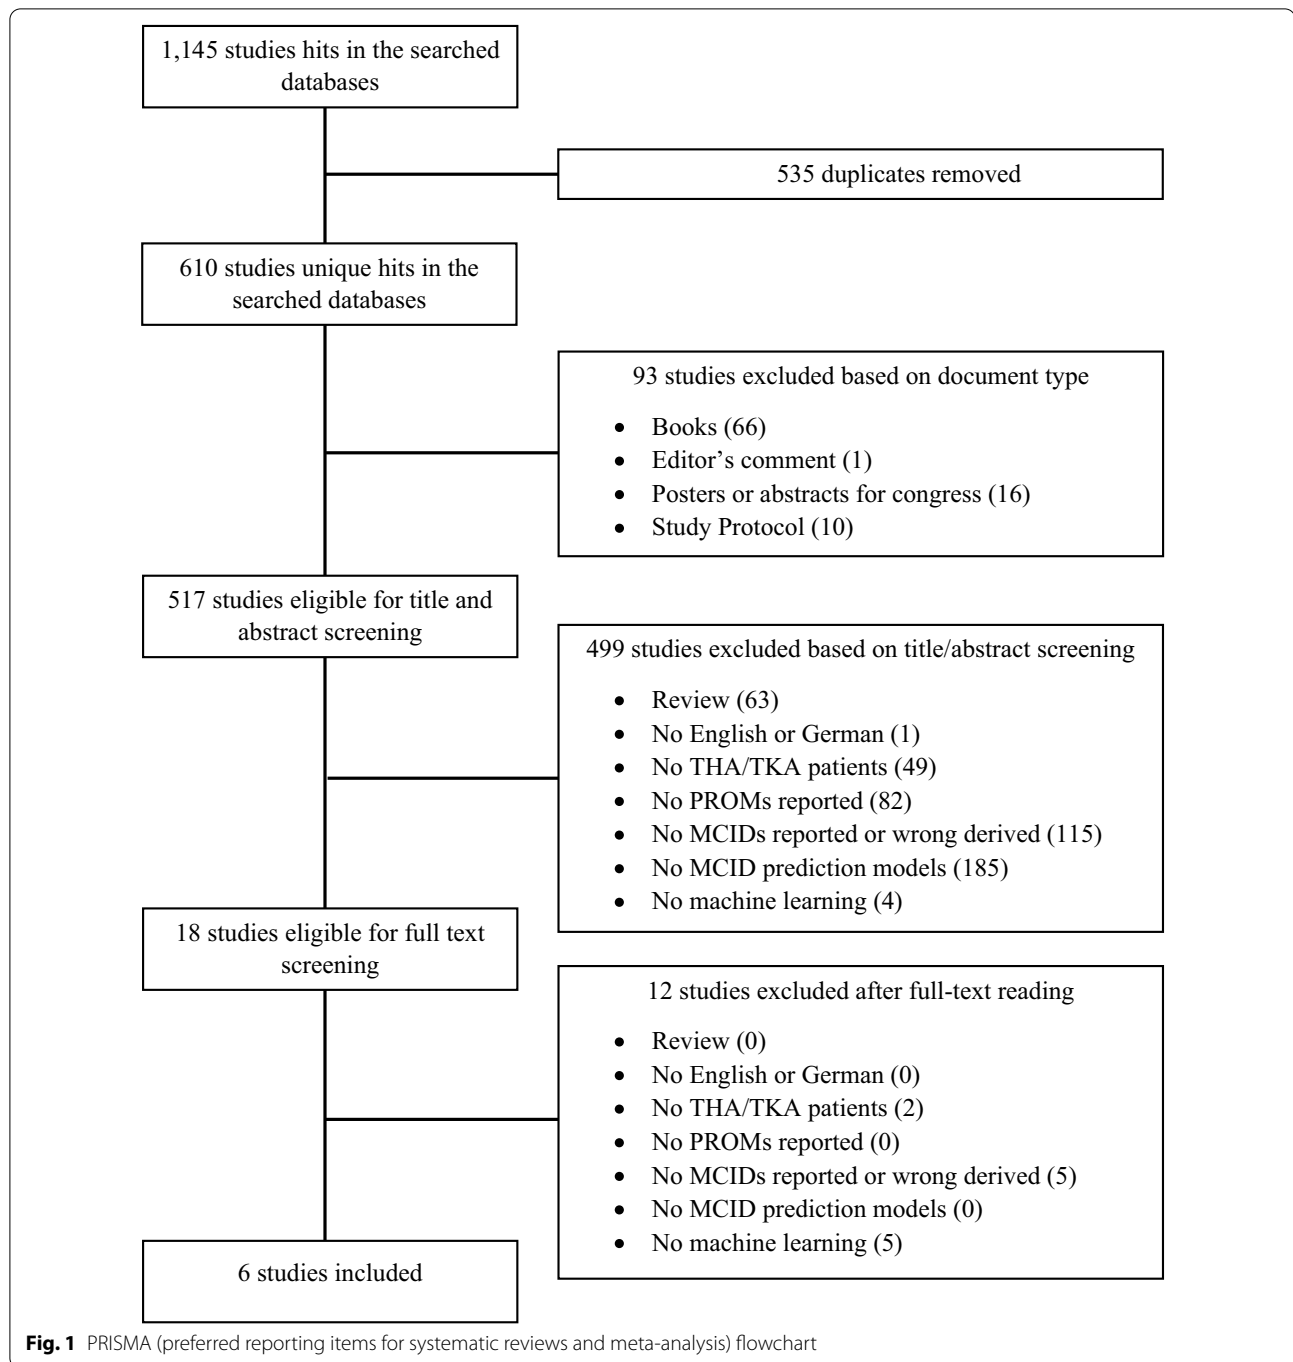 1,145 studies hits in the searched
databases
535 duplicates removed
610 studies unique hits in the
searched databases
93 studies excluded based on document type
• Books (66)
• Editor’s comment (1)
• Posters or abstracts for congress (16)
• Study Protocol (10)
517 studies eligible for title and
abstract screening
499 studies excluded based on title/abstract screening
• Review (63)
• No English or German (1)
• No THA/TKA patients (49)
• No PROMs reported (82)
• No MCIDs reported or wrong derived (115)
• No MCID prediction models (185)
• No machine learning (4)
18 studies eligible for full text
screening
12 studies excluded after full-text reading
• Review (0)
• No English or German (0)
• No THA/TKA patients (2)
• No PROMs reported (0)
• No MCIDs reported or wrong derived (5)
• No MCID prediction models (0)
• No machine learning (5)
6 studies included
Fig. 1 PRISMA (preferred reporting items for systematic reviews and meta-analysis) flowchart